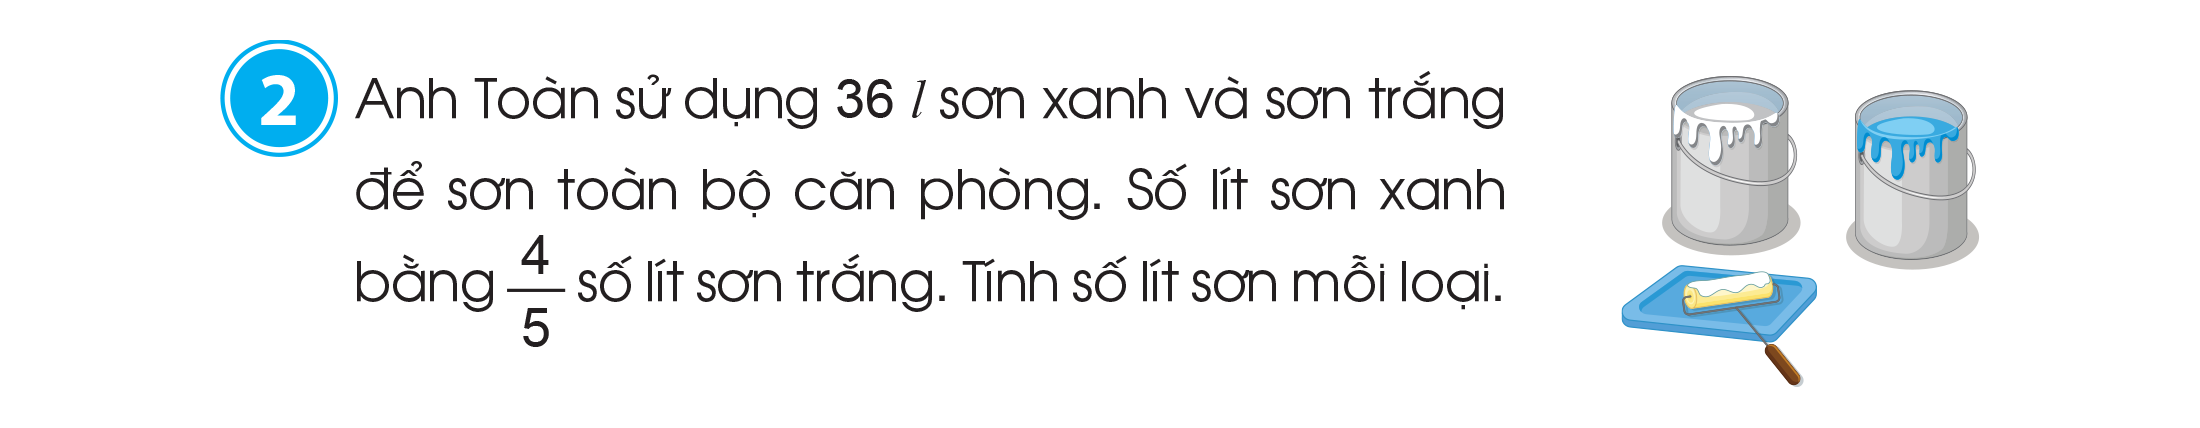 2 Anh Toàn sử dụng 36 l sơn xanh và sơn trắng
để sơn toàn bộ căn phòng. Số lít sơn xanh
bằng 4/5 số lít sơn trắng. Tính số lít sơn mỗi loại.